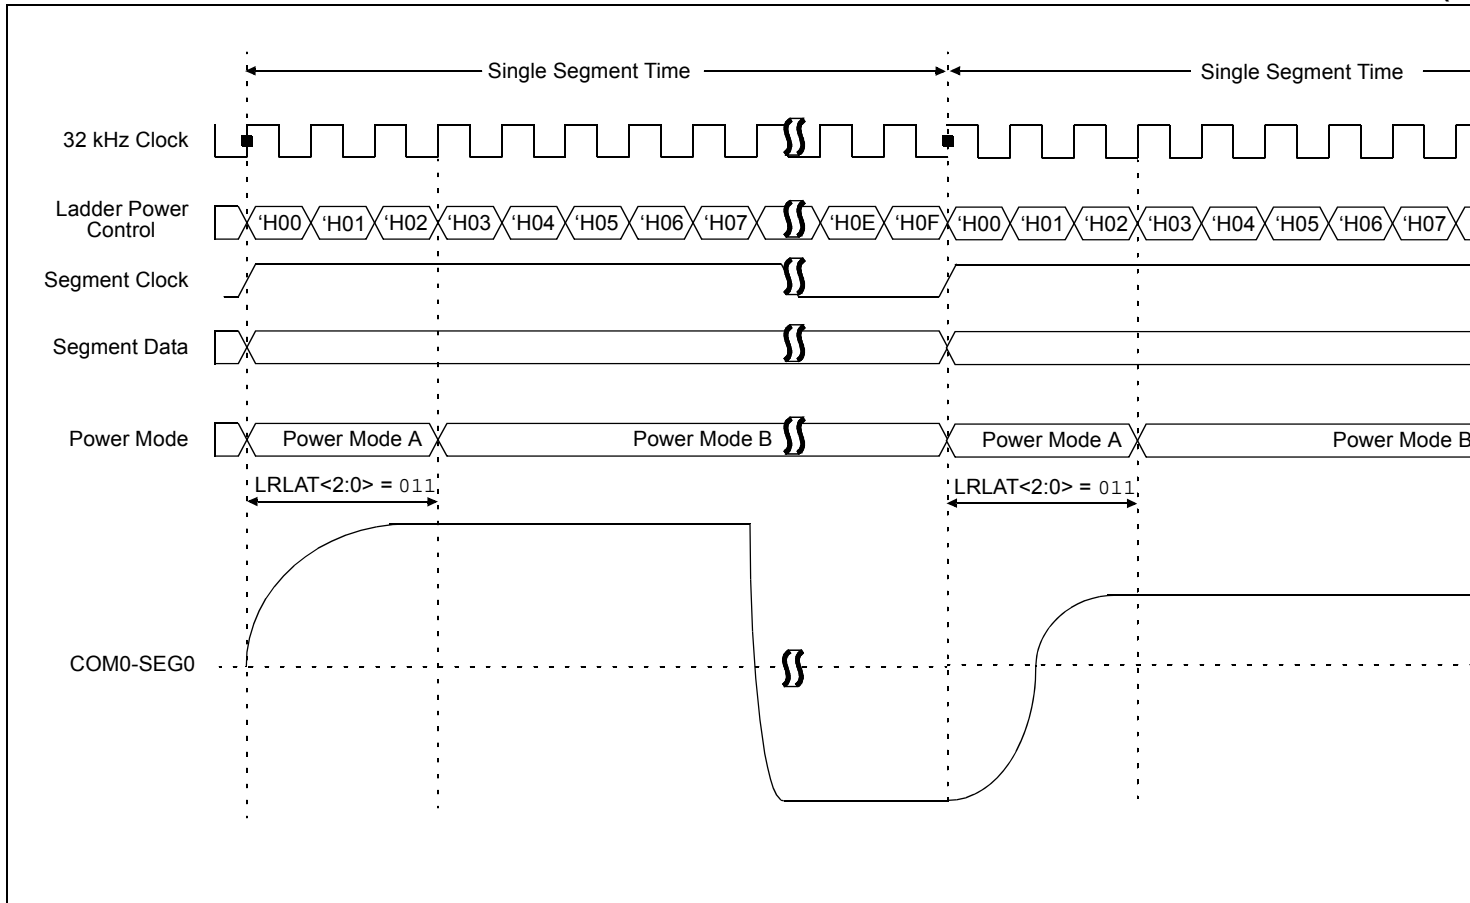 Single Segment Time Single Segment Time
32 kHz Clock
Ladder Power
Control
‘H00 ‘H01 ‘H02 ‘H03 ‘H04 ‘H05 ‘H06 ‘H07 ‘H0E ‘H0F ‘H00 ‘H01 ‘H02 ‘H03 ‘H04 ‘H05 ‘H06 ‘H07
Segment Clock
Segment Data
Power Mode Power Mode A Power Mode B Power Mode A Power Mode B
LRLAT<2:0> = 011 LRLAT<2:0> = 011
COM0-SEG0